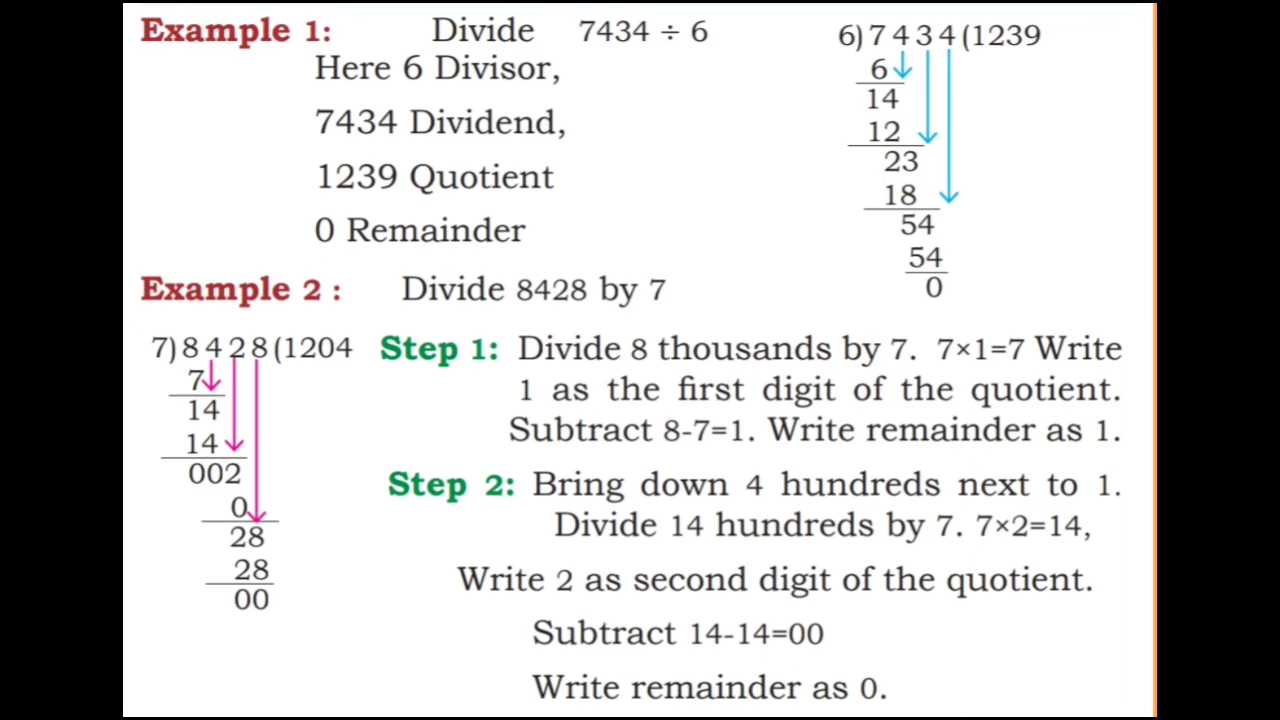 Example 1: Divide 7434 ÷ 6
Here 6 Divisor,
7434 Dividend,
1239 Quotient
0 Remainder
6) 7 4 3 4 (1239
6
14
12
23
18
54
54
0
Example 2 : Divide 8428 by 7
7) 8 4 2 8 (1204
7
14
14
002
0
28
28
00
Step 1: Divide 8 thousands by 7. 7×1=7 Write
1 as the first digit of the quotient.
Subtract 8-7=1. Write remainder as 1.
Step 2: Bring down 4 hundreds next to 1.
Divide 14 hundreds by 7. 7×2=14,
Write 2 as second digit of the quotient.
Subtract 14-14=00
Write remainder as 0.